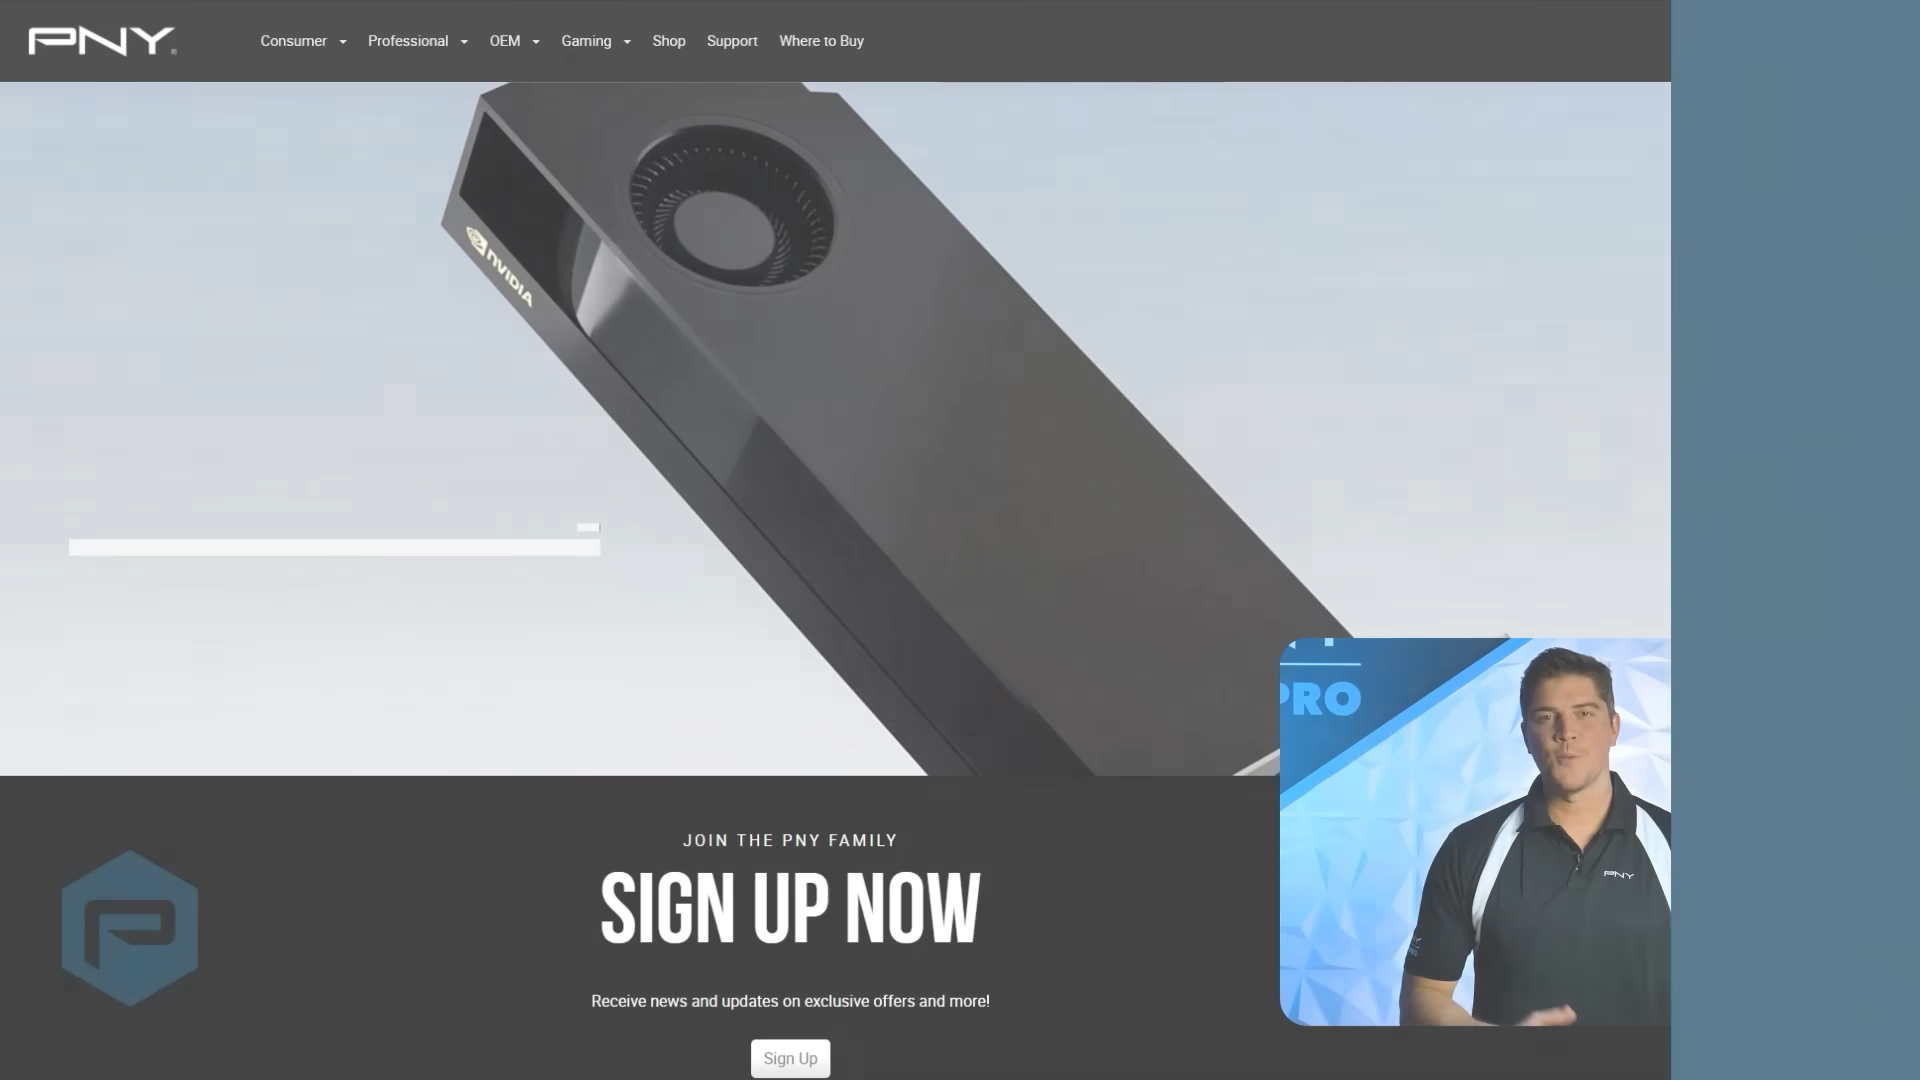 PNY
Consumer
Professional
OEM
Gaming
Shop
Support
Where to Buy
NVIDIA
PRO
PNY
JOIN THE PNY FAMILY
SIGN UP NOW
Receive news and updates on exclusive offers and more!
Sign Up